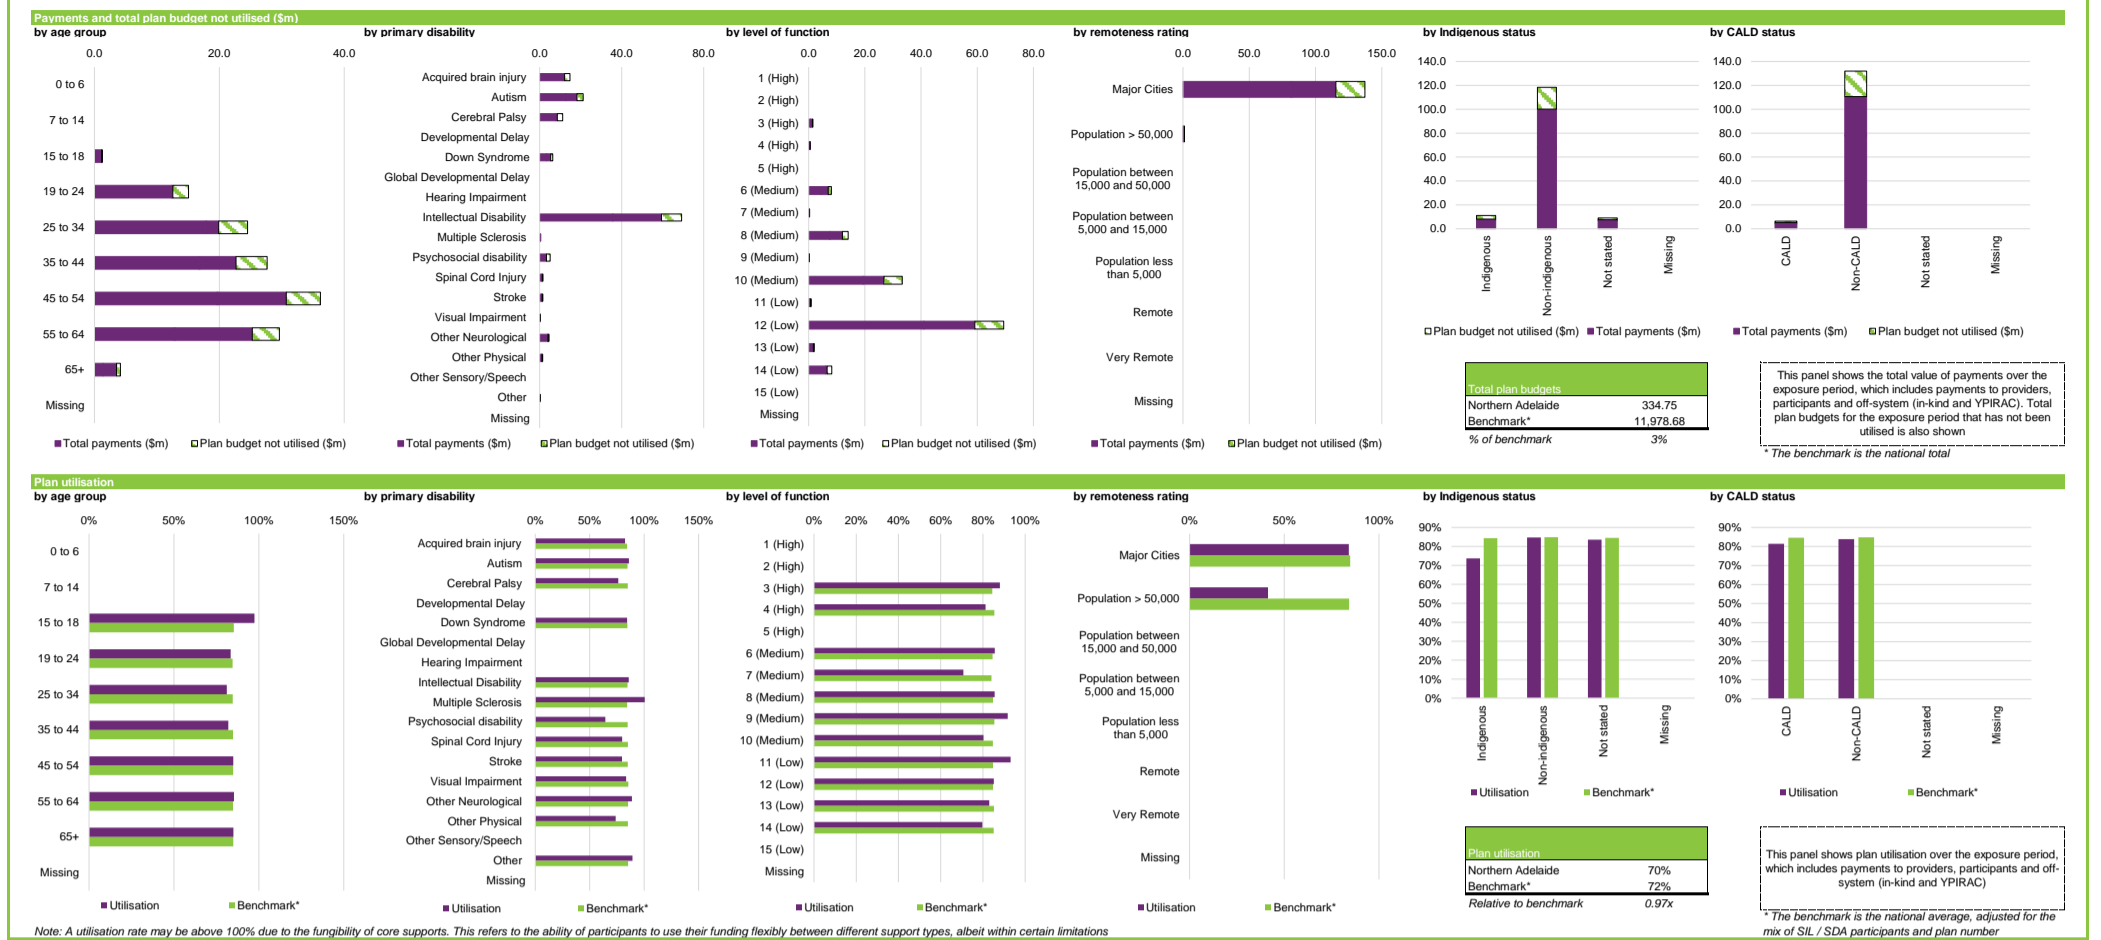 Payments and total plan budget not utilised ($m)
by age group
0.0 20.0 40.0
0 to 6
7 to 14
15 to 18
19 to 24
25 to 34
35 to 44
45 to 54
55 to 64
65+
Missing
Total payments ($m) Plan budget not utilised ($m)
by primary disability
0.0 40.0 80.0
Acquired brain injury
Autism
Cerebral Palsy
Developmental Delay
Down Syndrome
Global Developmental Delay
Hearing Impairment
Intellectual Disability
Multiple Sclerosis
Psychosocial disability
Spinal Cord Injury
Stroke
Visual Impairment
Other Neurological
Other Physical
Other Sensory/Speech
Other
Missing
Total payments ($m) Plan budget not utilised ($m)
by level of function
0.0 20.0 40.0 60.0 80.0
1 (High)
2 (High)
3 (High)
4 (High)
5 (High)
6 (Medium)
7 (Medium)
8 (Medium)
9 (Medium)
10 (Medium)
11 (Low)
12 (Low)
13 (Low)
14 (Low)
15 (Low)
Missing
Total payments ($m) Plan budget not utilised ($m)
by remoteness rating
0.0 50.0 100.0 150.0
Major Cities
Population > 50,000
Population between
15,000 and 50,000
Population between
5,000 and 15,000
Population less
than 5,000
Remote
Very Remote
Missing
Total payments ($m) Plan budget not utilised ($m)
by Indigenous status
140.0
120.0
100.0
80.0
60.0
40.0
20.0
0.0
Indigenous
Non-indigenous
Not stated
Missing
Plan budget not utilised ($m) Total payments ($m)
by CALD status
140.0
120.0
100.0
80.0
60.0
40.0
20.0
0.0
CALD
Non-CALD
Not stated
Missing
Total payments ($m) Plan budget not utilised ($m)
Total plan budgets
Northern Adelaide 334.75
Benchmark* 11,978.68
% of benchmark 3%
This panel shows the total value of payments over the
exposure period, which includes payments to providers,
participants and off-system (in-kind and YPIRAC). Total
plan budgets for the exposure period that has not been
utilised is also shown
* The benchmark is the national total
Plan utilisation
by age group
0% 50% 100% 150%
0 to 6
7 to 14
15 to 18
19 to 24
25 to 34
35 to 44
45 to 54
55 to 64
65+
Missing
Utilisation Benchmark*
by primary disability
0% 50% 100% 150%
Acquired brain injury
Autism
Cerebral Palsy
Developmental Delay
Down Syndrome
Global Developmental Delay
Hearing Impairment
Intellectual Disability
Multiple Sclerosis
Psychosocial disability
Spinal Cord Injury
Stroke
Visual Impairment
Other Neurological
Other Physical
Other Sensory/Speech
Other
Missing
Utilisation Benchmark*
by level of function
0% 20% 40% 60% 80% 100%
1 (High)
2 (High)
3 (High)
4 (High)
5 (High)
6 (Medium)
7 (Medium)
8 (Medium)
9 (Medium)
10 (Medium)
11 (Low)
12 (Low)
13 (Low)
14 (Low)
15 (Low)
Missing
Utilisation Benchmark*
by remoteness rating
0% 50% 100%
Major Cities
Population > 50,000
Population between
15,000 and 50,000
Population between
5,000 and 15,000
Population less
than 5,000
Remote
Very Remote
Missing
Utilisation Benchmark*
by Indigenous status
90%
80%
70%
60%
50%
40%
30%
20%
10%
0%
Indigenous
Non-indigenous
Not stated
Missing
Utilisation Benchmark*
by CALD status
90%
80%
70%
60%
50%
40%
30%
20%
10%
0%
CALD
Non-CALD
Not stated
Missing
Utilisation Benchmark*
Plan utilisation
Northern Adelaide 70%
Benchmark* 72%
Relative to benchmark 0.97x
This panel shows plan utilisation over the exposure period,
which includes payments to providers, participants and off-
system (in-kind and YPIRAC)
* The benchmark is the national average, adjusted for the
mix of SIL / SDA participants and plan number
Note: A utilisation rate may be above 100% due to the fungibility of core supports. This refers to the ability of participants to use their funding flexibly between different support types, albeit within certain limitations